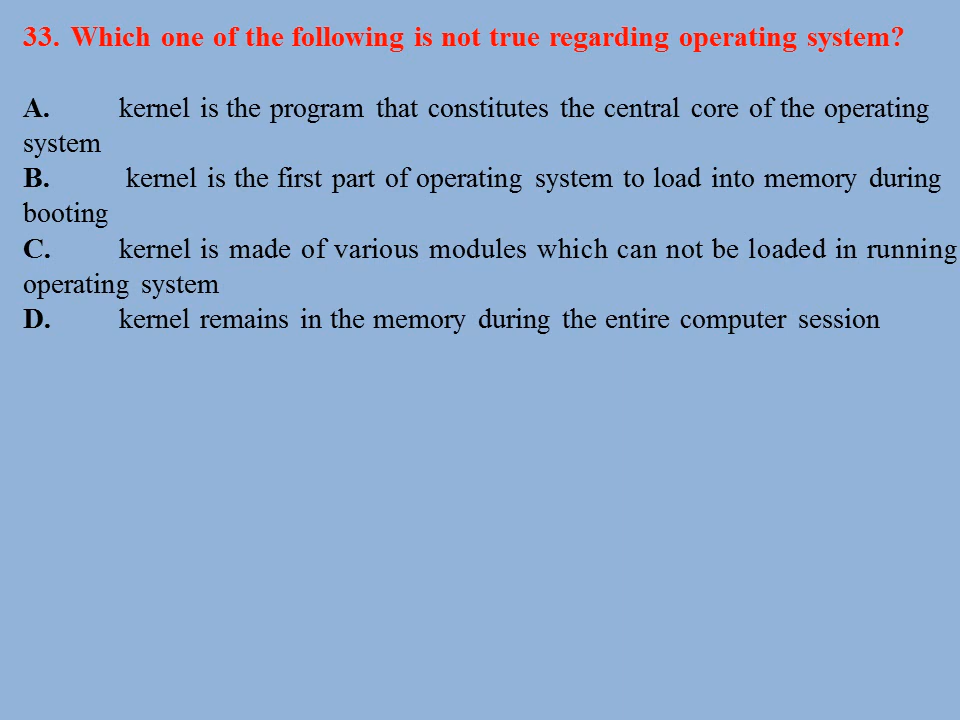 33. Which one of the following is not true regarding operating system?
A. kernel is the program that constitutes the central core of the operating
system
B. kernel is the first part of operating system to load into memory during
booting
C. kernel is made of various modules which can not be loaded in running
operating system
D. kernel remains in the memory during the entire computer session